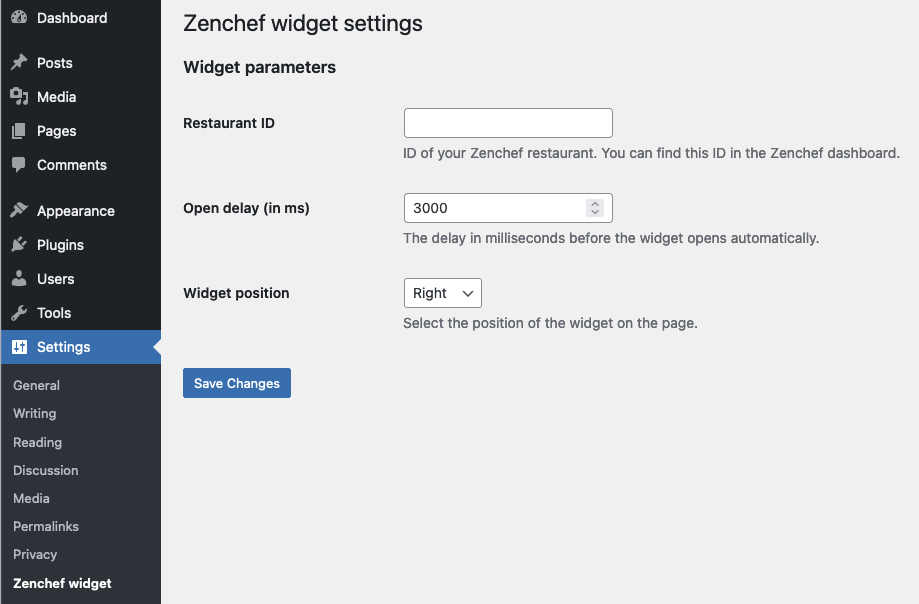 Dashboard
Posts
Media
Pages
Comments
Appearance
Plugins
Users
Tools
Settings
General
Writing
Reading
Discussion
Media
Permalinks
Privacy
Zenchef widget
Zenchef widget settings
Widget parameters
Restaurant ID
ID of your Zenchef restaurant. You can find this ID in the Zenchef dashboard.
Open delay (in ms)
3000
The delay in milliseconds before the widget opens automatically.
Widget position
Right
Select the position of the widget on the page.
Save Changes